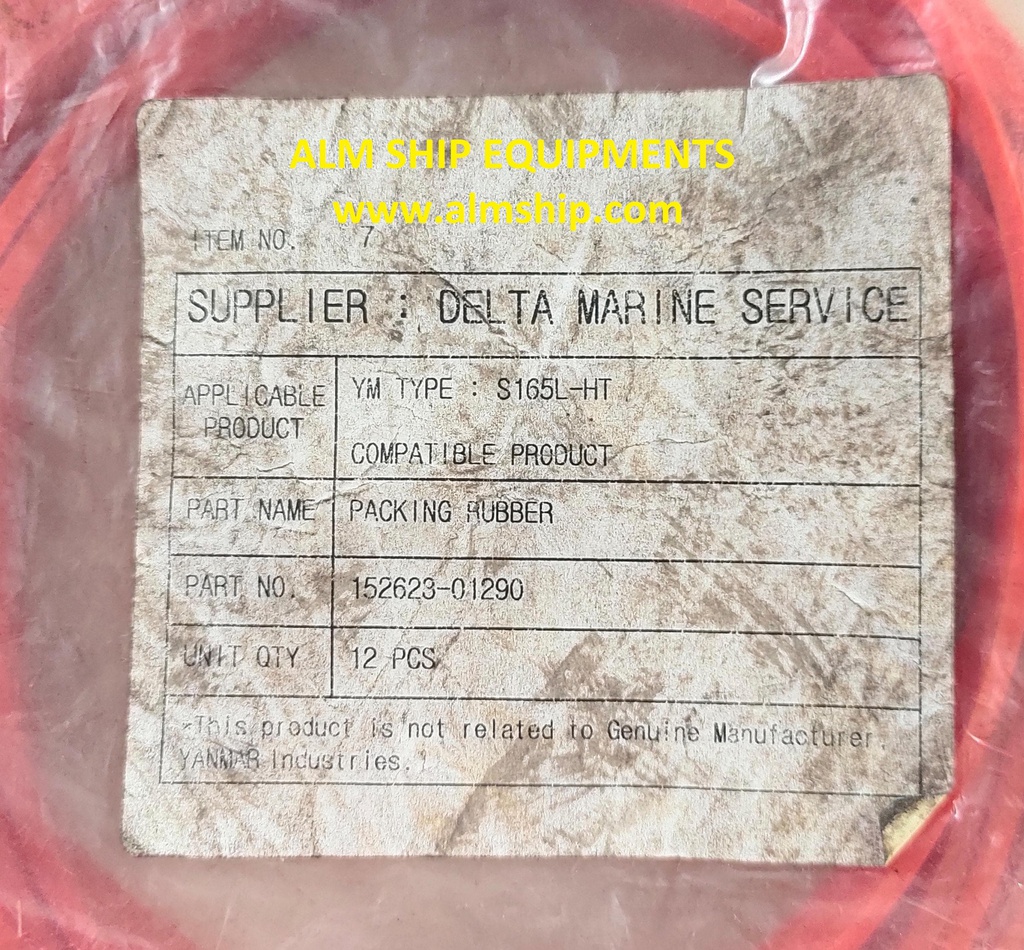 ALM SHIP EQUIPMENTS
www.almship.com
ITEM NO. 7
SUPPLIER : DELTA MARINE SERVICE
APPLICABLE PRODUCT
YM TYPE : S165L-HT
COMPATIBLE PRODUCT
PART NAME PACKING RUBBER
PART NO. 152623-01290
UNIT QTY 12 PCS
*This product is not related to Genuine Manufacturer,
YANMAR Industries.